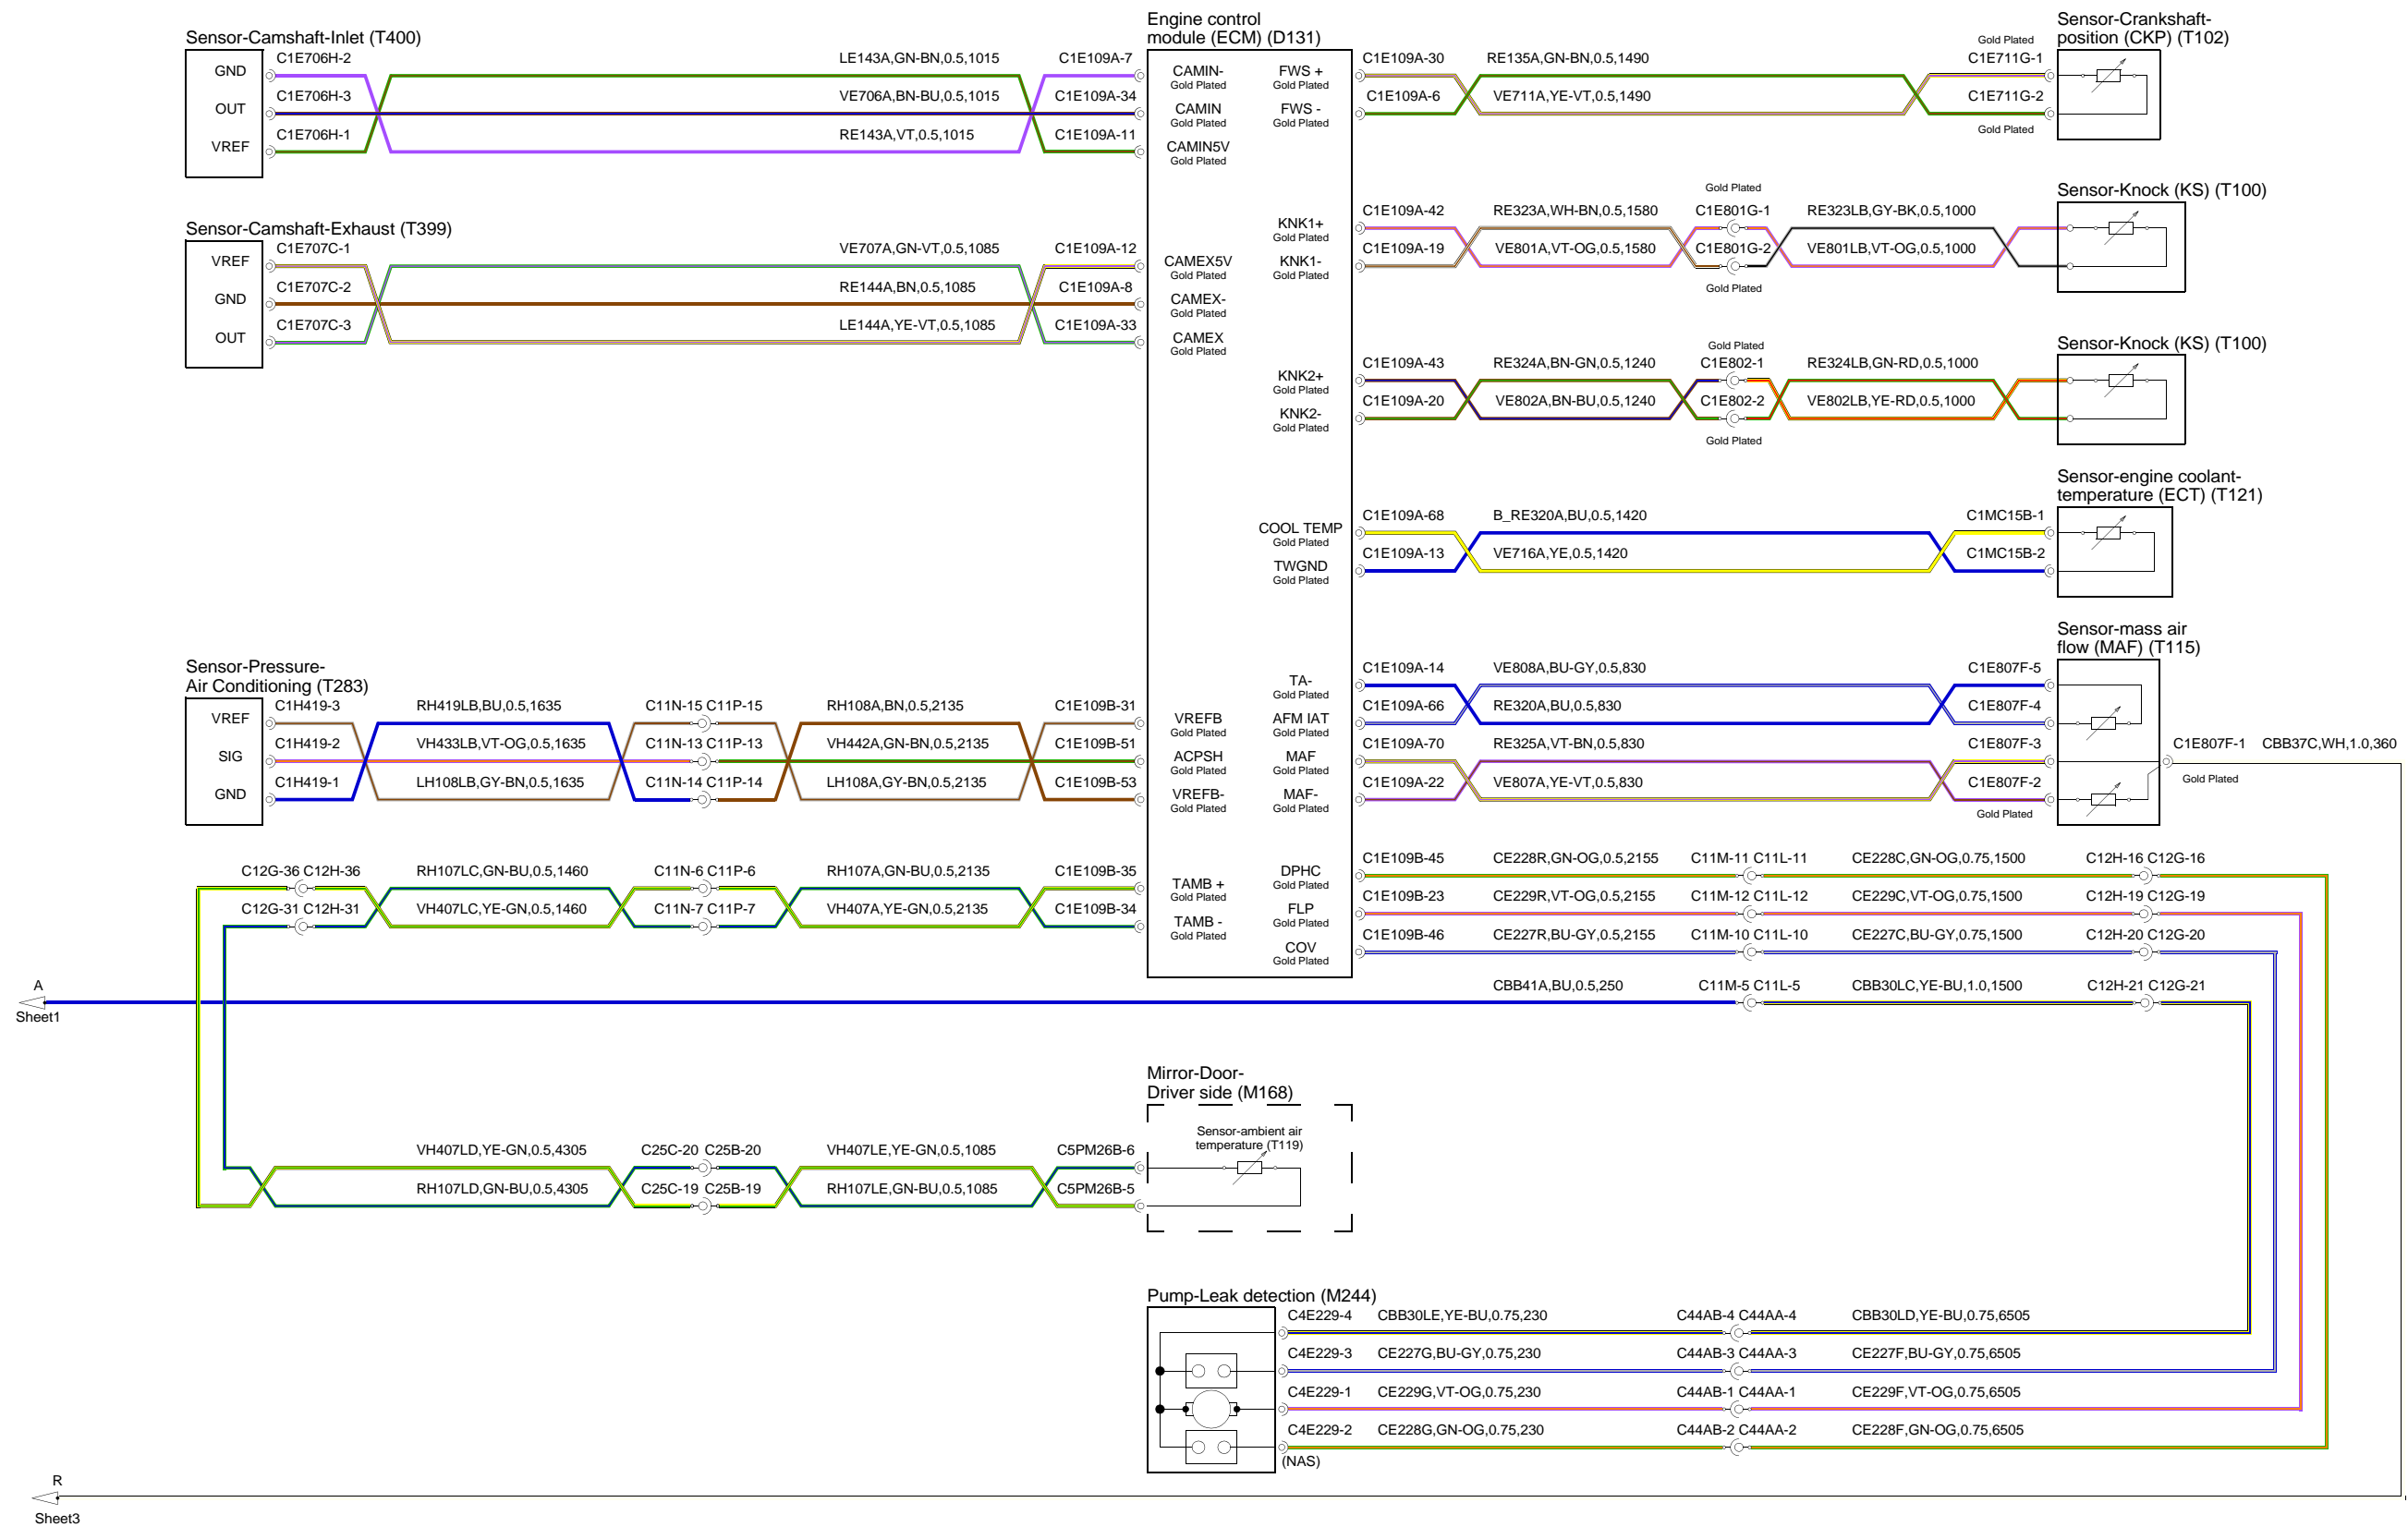 Engine control
module (ECM) (D131)
Sensor-Camshaft-Inlet (T400)
GND
OUT
VREF
C1E706H-2
LE143A,GN-BN,0.5,1015
C1E109A-7
C1E706H-3
VE706A,BN-BU,0.5,1015
C1E109A-34
C1E706H-1
RE143A,VT,0.5,1015
C1E109A-11
CAMIN-
Gold Plated
CAMIN
Gold Plated
CAMIN5V
Gold Plated
FWS +
Gold Plated
FWS -
Gold Plated
C1E109A-30
RE135A,GN-BN,0.5,1490
Gold Plated
C1E711G-1
C1E109A-6
VE711A,YE-VT,0.5,1490
C1E711G-2
Gold Plated
Sensor-Crankshaft-
position (CKP) (T102)
Sensor-Camshaft-Exhaust (T399)
VREF
GND
OUT
C1E707C-1
VE707A,GN-VT,0.5,1085
C1E109A-12
C1E707C-2
RE144A,BN,0.5,1085
C1E109A-8
C1E707C-3
LE144A,YE-VT,0.5,1085
C1E109A-33
CAMEX5V
Gold Plated
CAMEX-
Gold Plated
CAMEX
Gold Plated
KNK1+
Gold Plated
KNK1-
Gold Plated
C1E109A-42
RE323A,WH-BN,0.5,1580
Gold Plated
C1E801G-1
RE323LB,GY-BK,0.5,1000
C1E109A-19
VE801A,VT-OG,0.5,1580
C1E801G-2
VE801LB,VT-OG,0.5,1000
Gold Plated
Sensor-Knock (KS) (T100)
KNK2+
Gold Plated
KNK2-
Gold Plated
C1E109A-43
RE324A,BN-GN,0.5,1240
Gold Plated
C1E802-1
RE324LB,GN-RD,0.5,1000
C1E109A-20
VE802A,BN-BU,0.5,1240
C1E802-2
VE802LB,YE-RD,0.5,1000
Gold Plated
Sensor-Knock (KS) (T100)
COOL TEMP
Gold Plated
TWGND
Gold Plated
C1E109A-68
B_RE320A,BU,0.5,1420
C1MC15B-1
C1E109A-13
VE716A,YE,0.5,1420
C1MC15B-2
Sensor-engine coolant-
temperature (ECT) (T121)
Sensor-Pressure-
Air Conditioning (T283)
VREF
SIG
GND
C1H419-3
RH419LB,BU,0.5,1635
C11N-15 C11P-15
RH108A,BN,0.5,2135
C1E109B-31
C1H419-2
VH433LB,VT-OG,0.5,1635
C11N-13 C11P-13
VH442A,GN-BN,0.5,2135
C1E109B-51
C1H419-1
LH108LB,GY-BN,0.5,1635
C11N-14 C11P-14
LH108A,GY-BN,0.5,2135
C1E109B-53
VREFB
Gold Plated
ACPSH
Gold Plated
VREFB-
Gold Plated
TA-
Gold Plated
AFM IAT
Gold Plated
MAF
Gold Plated
MAF-
Gold Plated
C1E109A-14
VE808A,BU-GY,0.5,830
C1E807F-5
C1E109A-66
RE320A,BU,0.5,830
C1E807F-4
C1E109A-70
RE325A,VT-BN,0.5,830
C1E807F-3
C1E109A-22
VE807A,YE-VT,0.5,830
C1E807F-2
Gold Plated
Sensor-mass air
flow (MAF) (T115)
C1E807F-1 CBB37C,WH,1.0,360
Gold Plated
C12G-36 C12H-36
RH107LC,GN-BU,0.5,1460
C11N-6 C11P-6
RH107A,GN-BU,0.5,2135
C1E109B-35
C12G-31 C12H-31
VH407LC,YE-GN,0.5,1460
C11N-7 C11P-7
VH407A,YE-GN,0.5,2135
C1E109B-34
TAMB +
Gold Plated
TAMB -
Gold Plated
DPHC
Gold Plated
FLP
Gold Plated
COV
Gold Plated
C1E109B-45
CE228R,GN-OG,0.5,2155
C11M-11 C11L-11
CE228C,GN-OG,0.75,1500
C12H-16 C12G-16
C1E109B-23
CE229R,VT-OG,0.5,2155
C11M-12 C11L-12
CE229C,VT-OG,0.75,1500
C12H-19 C12G-19
C1E109B-46
CE227R,BU-GY,0.5,2155
C11M-10 C11L-10
CE227C,BU-GY,0.75,1500
C12H-20 C12G-20
A
Sheet1
CBB41A,BU,0.5,250
C11M-5 C11L-5
CBB30LC,YE-BU,1.0,1500
C12H-21 C12G-21
Mirror-Door-
Driver side (M168)
Sensor-ambient air
temperature (T119)
VH407LD,YE-GN,0.5,4305
C25C-20 C25B-20
VH407LE,YE-GN,0.5,1085
C5PM26B-6
RH107LD,GN-BU,0.5,4305
C25C-19 C25B-19
RH107LE,GN-BU,0.5,1085
C5PM26B-5
Pump-Leak detection (M244)
C4E229-4
CBB30LE,YE-BU,0.75,230
C44AB-4 C44AA-4
CBB30LD,YE-BU,0.75,6505
C4E229-3
CE227G,BU-GY,0.75,230
C44AB-3 C44AA-3
CE227F,BU-GY,0.75,6505
C4E229-1
CE229G,VT-OG,0.75,230
C44AB-1 C44AA-1
CE229F,VT-OG,0.75,6505
C4E229-2
CE228G,GN-OG,0.75,230
C44AB-2 C44AA-2
CE228F,GN-OG,0.75,6505
(NAS)
R
Sheet3